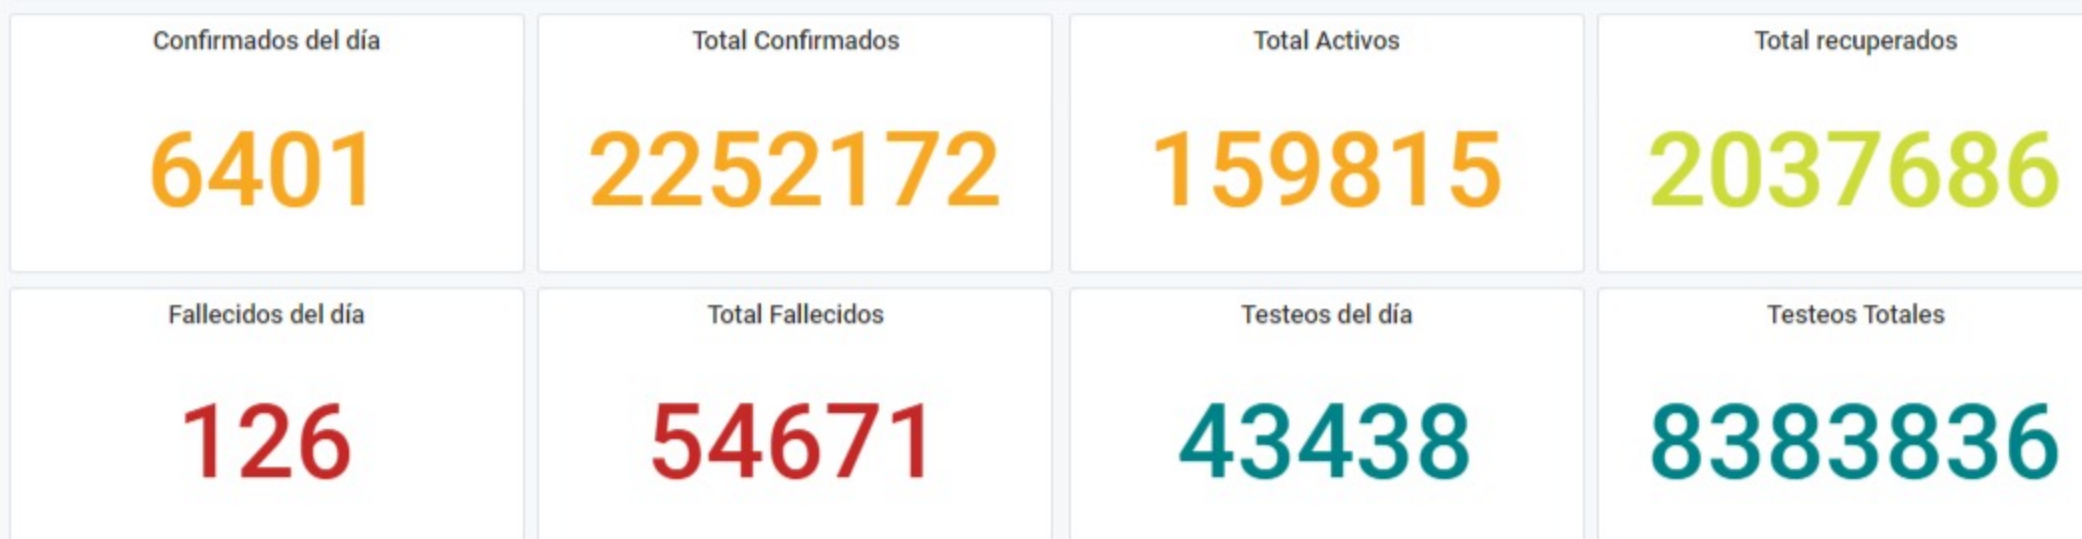 Confirmados del día
Total Confirmados
Total Activos
Total recuperados
6401
2252172
159815
2037686
Fallecidos del día
Total Fallecidos
Testeos del día
Testeos Totales
126
54671
43438
8383836